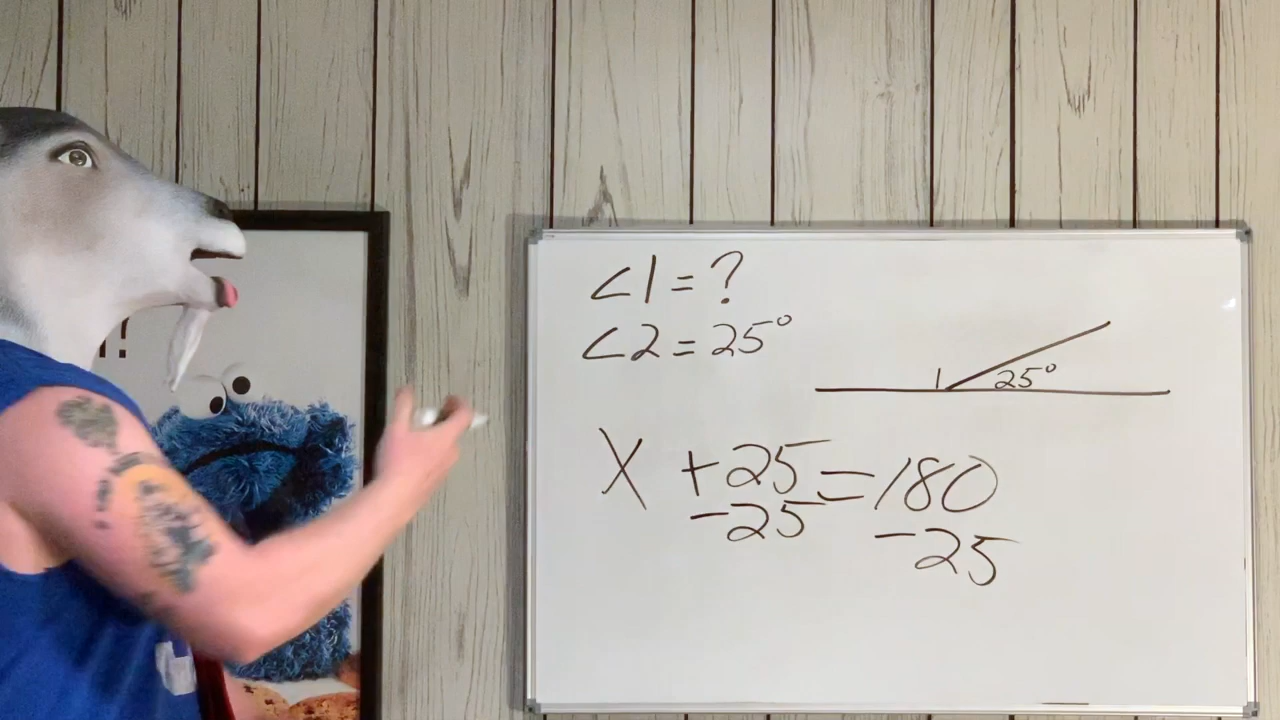 ∠1 = ?
∠2 = 25°
1 25°
X + 25 = 180
-25 -25
!